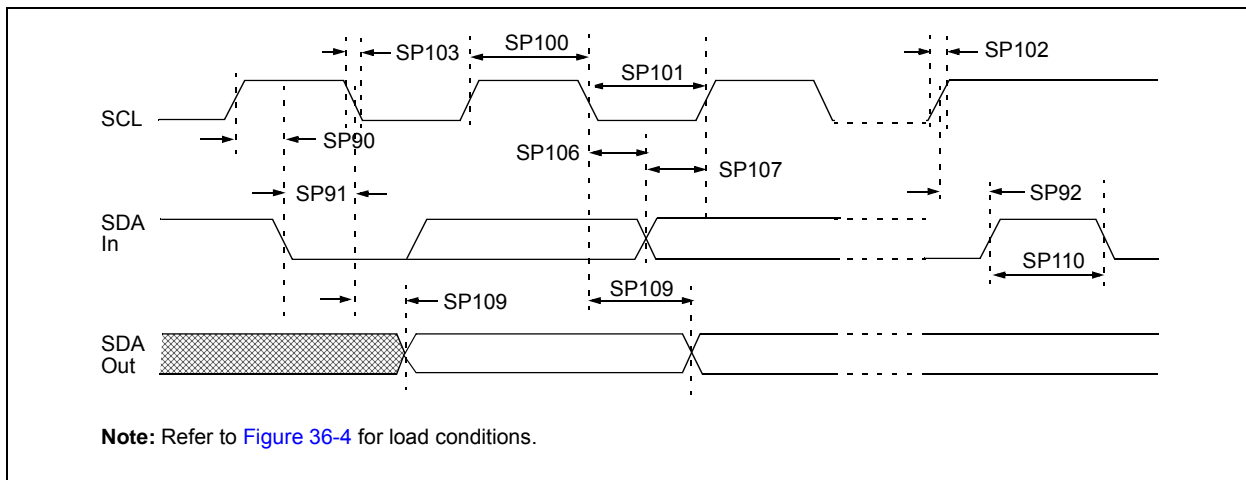 SP103
SP100
SP102
SP101
SCL
SP90
SP106
SP107
SP91
SP92
SDA
In
SP110
SP109
SP109
SDA
Out
Note: Refer to Figure 36-4 for load conditions.